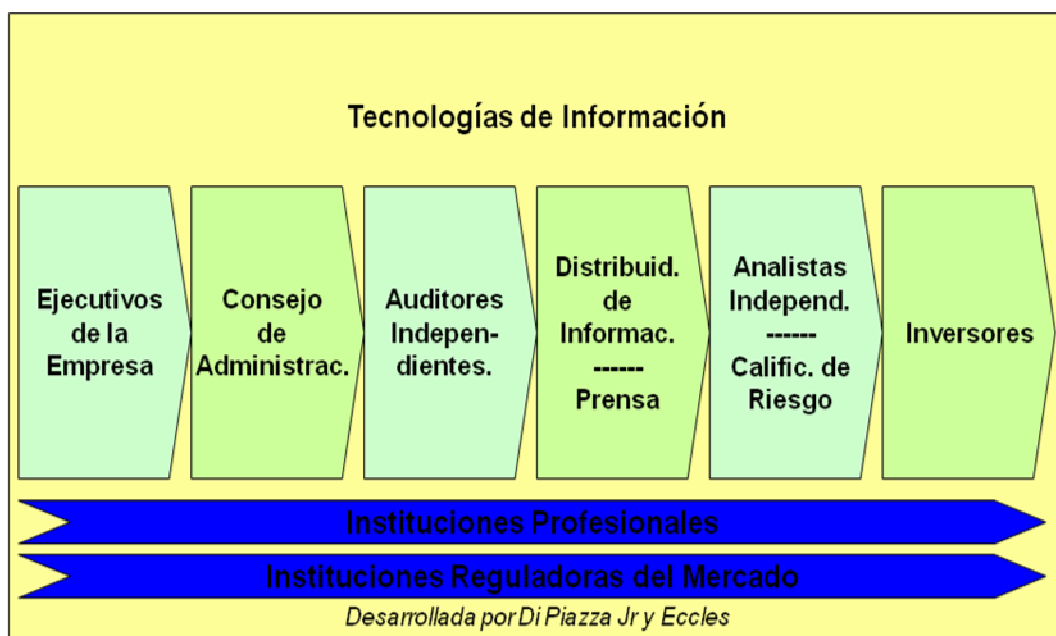 Tecnologías de Información
Ejecutivos
de la
Empresa
Consejo
de
Administrac.
Auditores
Indepen-
dientes.
Distribuid.
de
Informac.
------
Prensa
Analistas
Independ.
------
Calific. de
Riesgo
Inversores
Instituciones Profesionales
Instituciones Reguladoras del Mercado
Desarrollada por Di Piazza Jr y Eccles